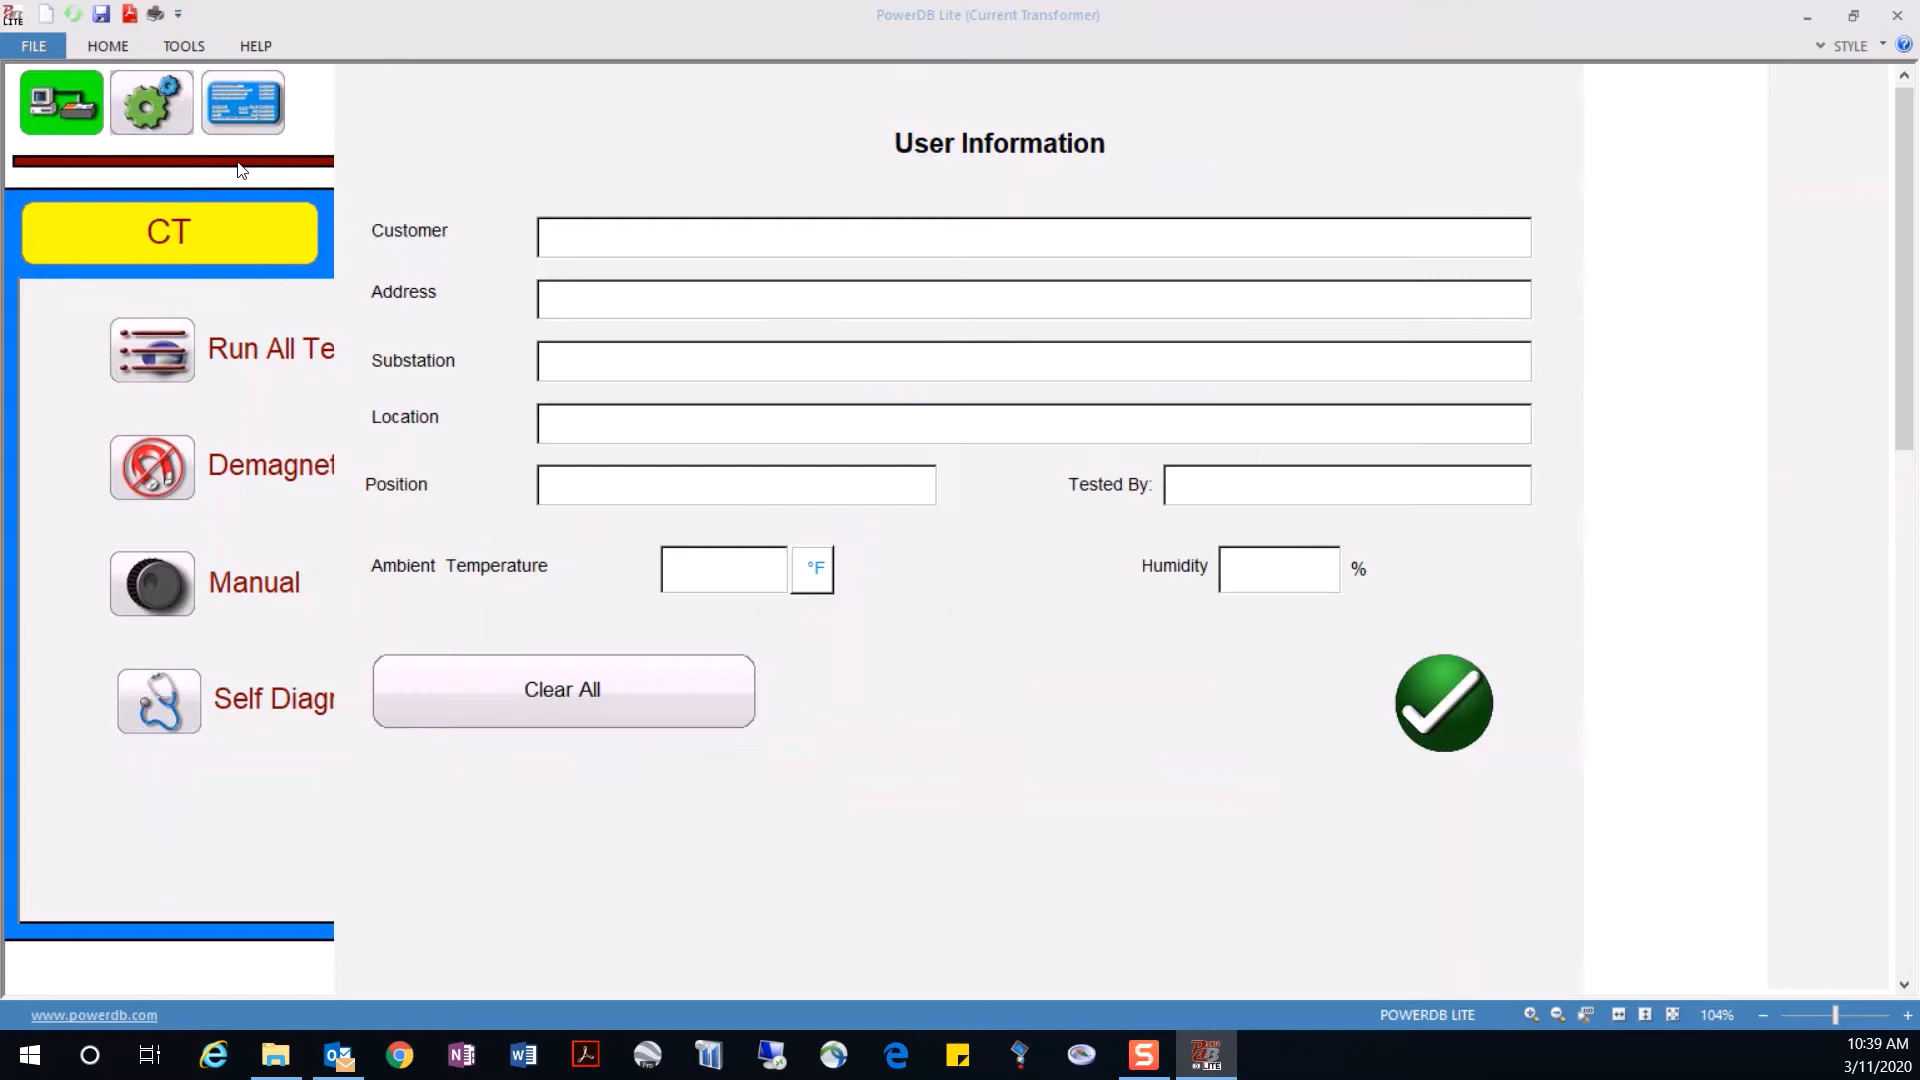 PowerDB Lite (Current Transformer)
FILE HOME TOOLS HELP STYLE
User Information
CT
Customer
Address
Run All Te
Substation
Location
Demagnet
Position
Tested By:
Ambient Temperature
°F
Humidity
%
Manual
Self Diagr
Clear All
www.powerdb.com
POWERDB LITE
104%
10:39 AM
3/11/2020